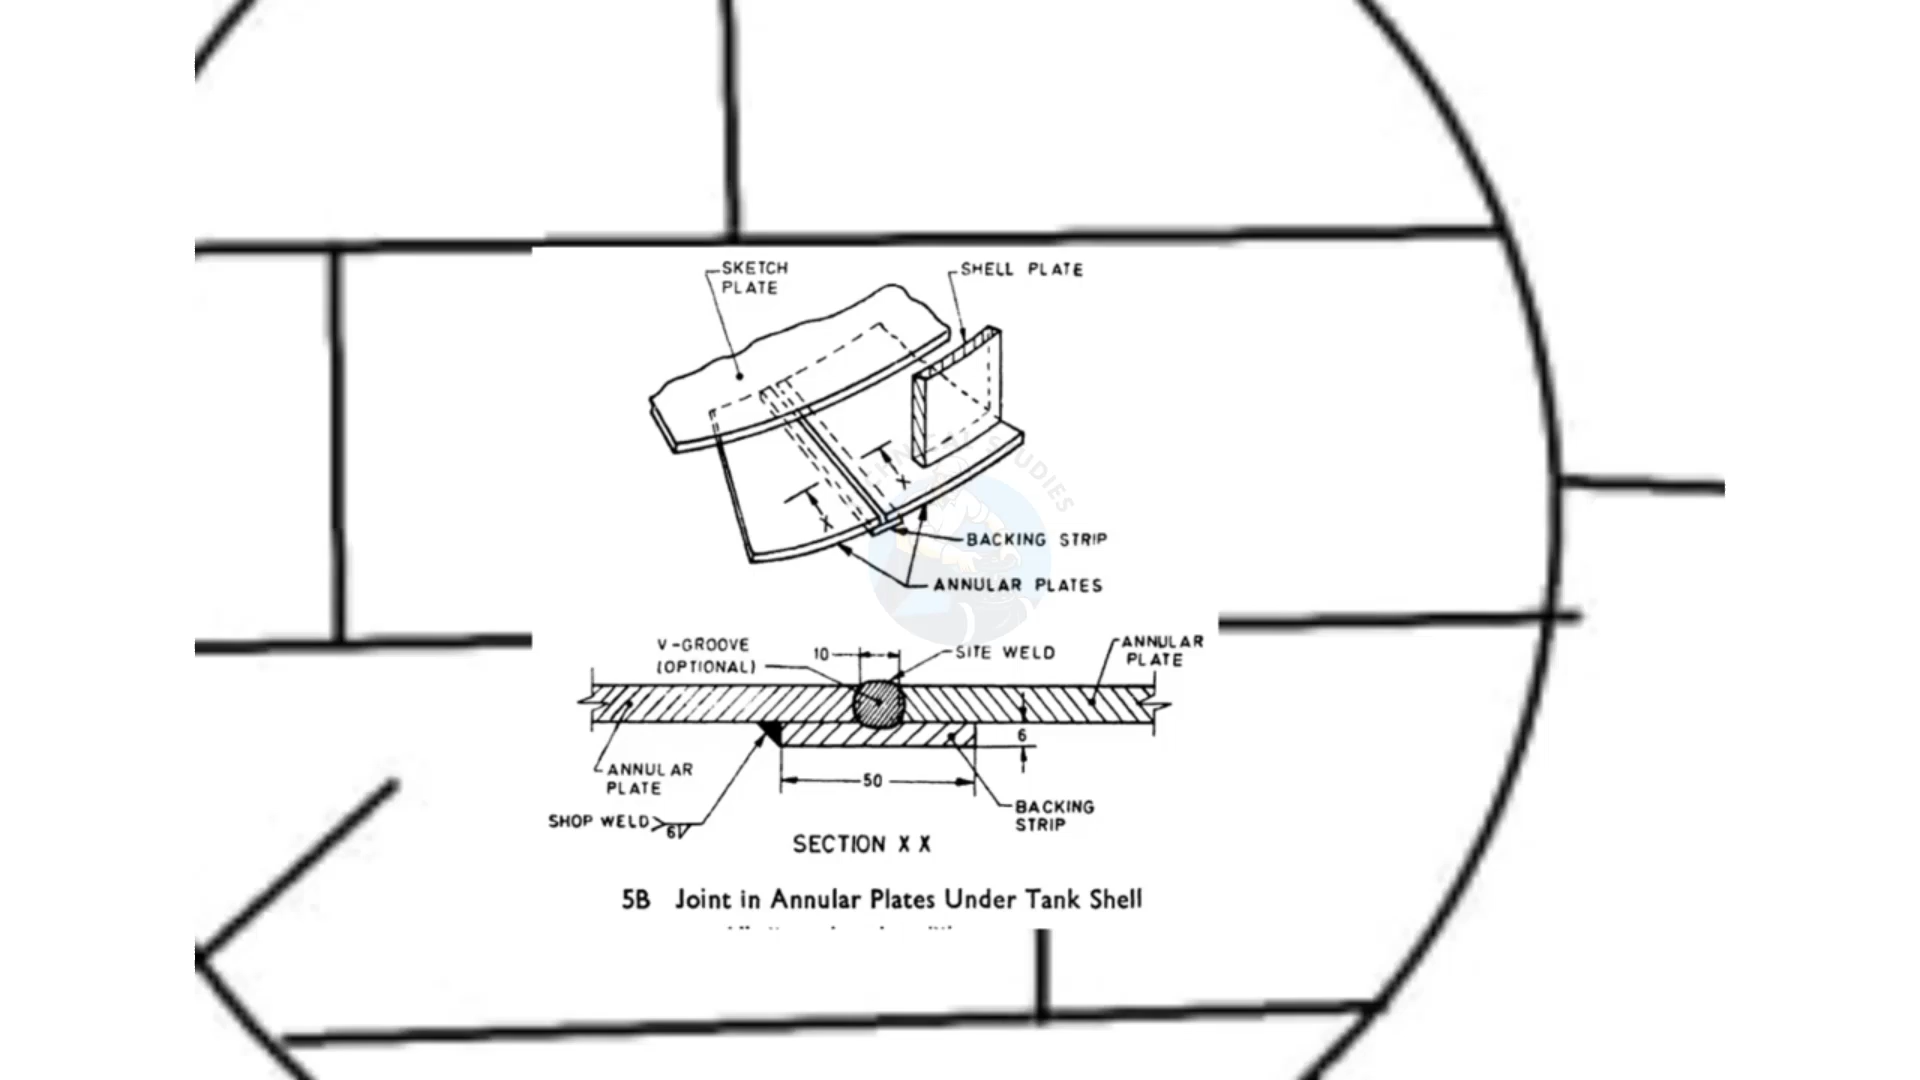 SKETCH
PLATE
SHELL PLATE
X
X
BACKING STRIP
ANNULAR PLATES
V-GROOVE
(OPTIONAL)
10
SITE WELD
ANNULAR
PLATE
6
ANNULAR
PLATE
50
BACKING
STRIP
SHOP WELD
6
SECTION X X
5B Joint in Annular Plates Under Tank Shell